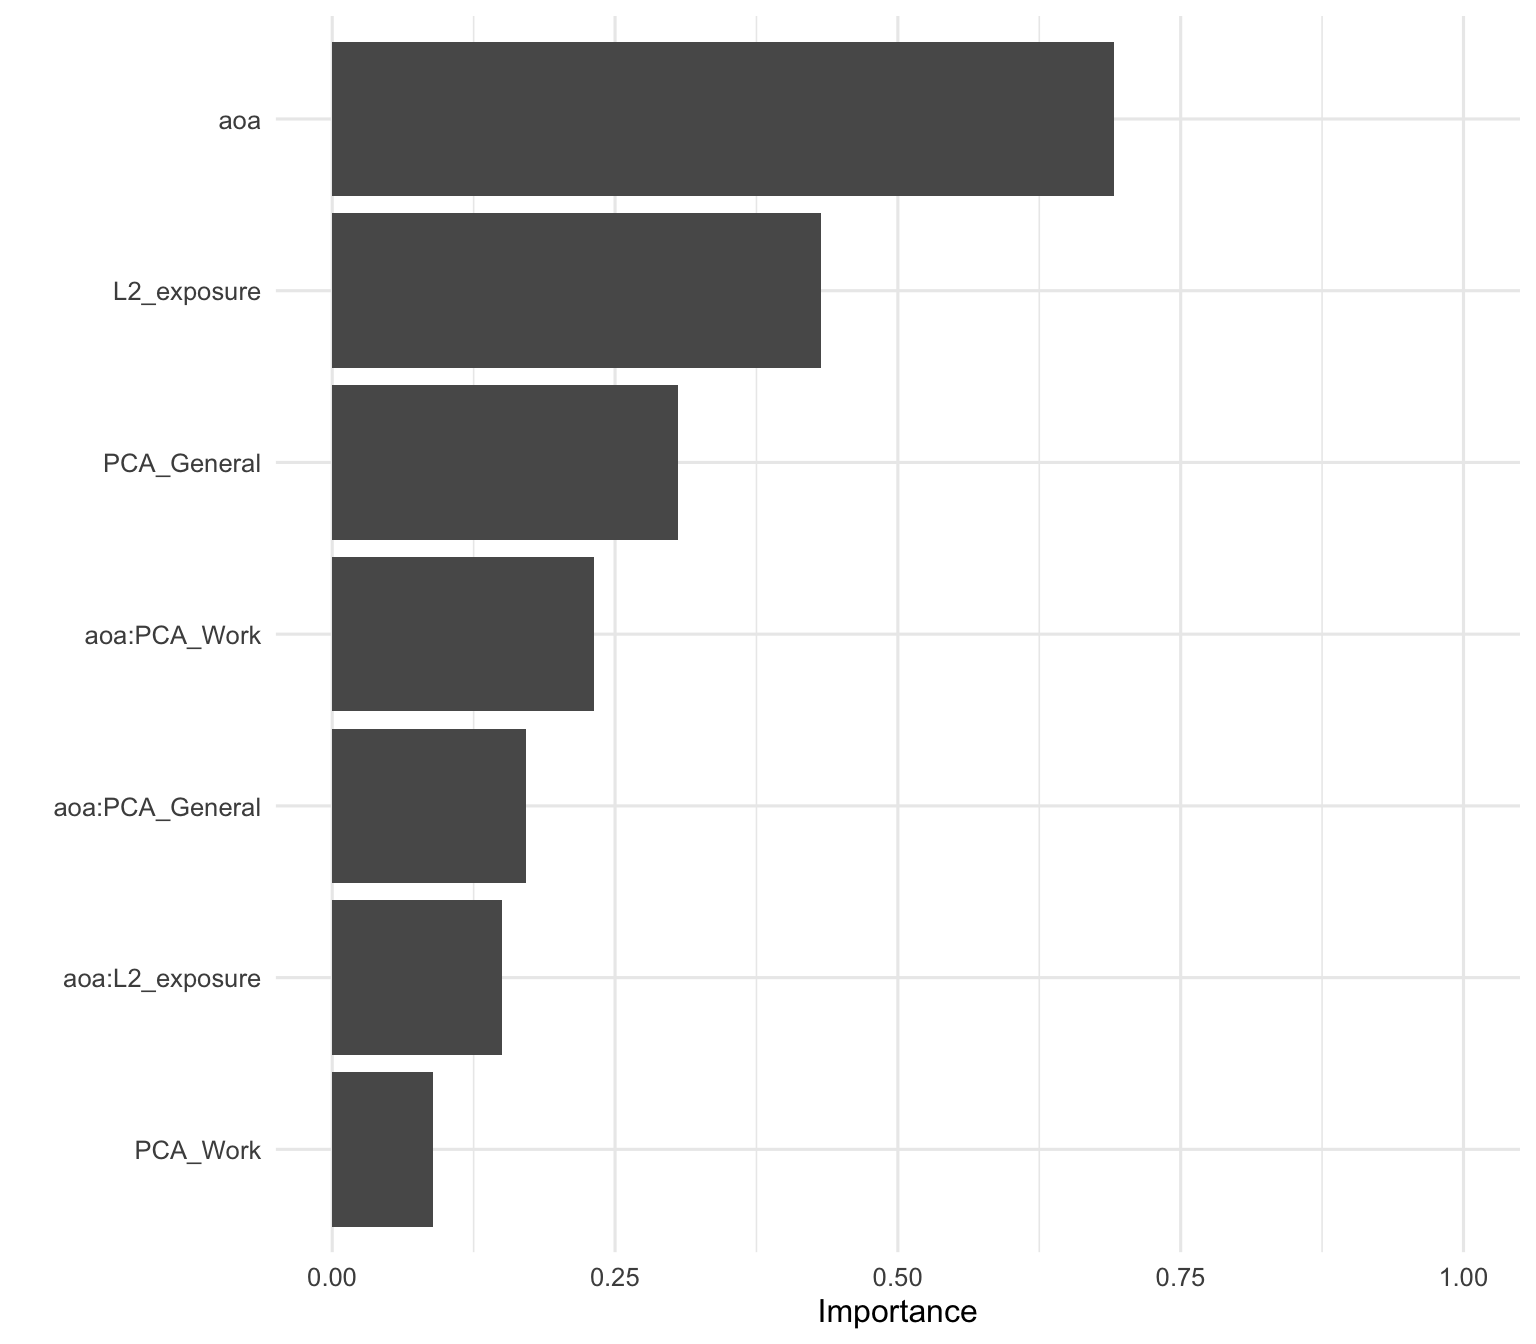 aoa
L2_exposure
PCA_General
aoa:PCA_Work
aoa:PCA_General
aoa:L2_exposure
PCA_Work
0.00 0.25 0.50 0.75 1.00
Importance